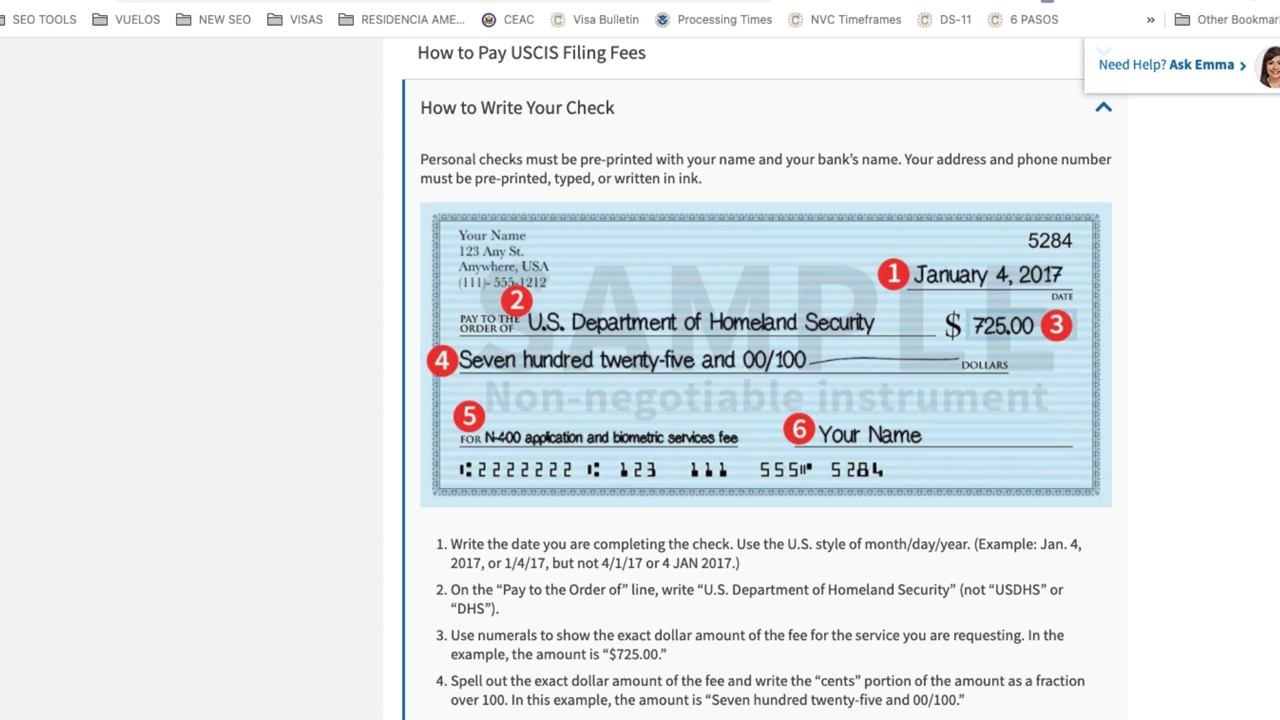 SEO TOOLS VUELOS NEW SEO VISAS RESIDENCIA AME... CEAC Visa Bulletin Processing Times NVC Timeframes DS-11 6 PASOS » Other Bookmar
How to Pay USCIS Filing Fees
Need Help? Ask Emma >
How to Write Your Check
Personal checks must be pre-printed with your name and your bank's name. Your address and phone number
must be pre-printed, typed, or written in ink.
Your Name
5284
123 Any St.
Anywhere, USA
(111)- 555-1212
1 January 4, 2017
DATE
SAMPLE
2
PAY TO THE
ORDER OF U.S. Department of Homeland Security $ 725.00 3
4 Seven hundred twenty-five and 00/100 DOLLARS
Non-negotiable instrument
5
FOR N-400 application and biometric services fee 6 Your Name
⑆2222222⑆ 123 111 555⑈ 5284
1. Write the date you are completing the check. Use the U.S. style of month/day/year. (Example: Jan. 4,
2017, or 1/4/17, but not 4/1/17 or 4 JAN 2017.)
2. On the “Pay to the Order of” line, write “U.S. Department of Homeland Security” (not “USDHS” or
“DHS”).
3. Use numerals to show the exact dollar amount of the fee for the service you are requesting. In the
example, the amount is “$725.00.”
4. Spell out the exact dollar amount of the fee and write the “cents” portion of the amount as a fraction
over 100. In this example, the amount is “Seven hundred twenty-five and 00/100.”